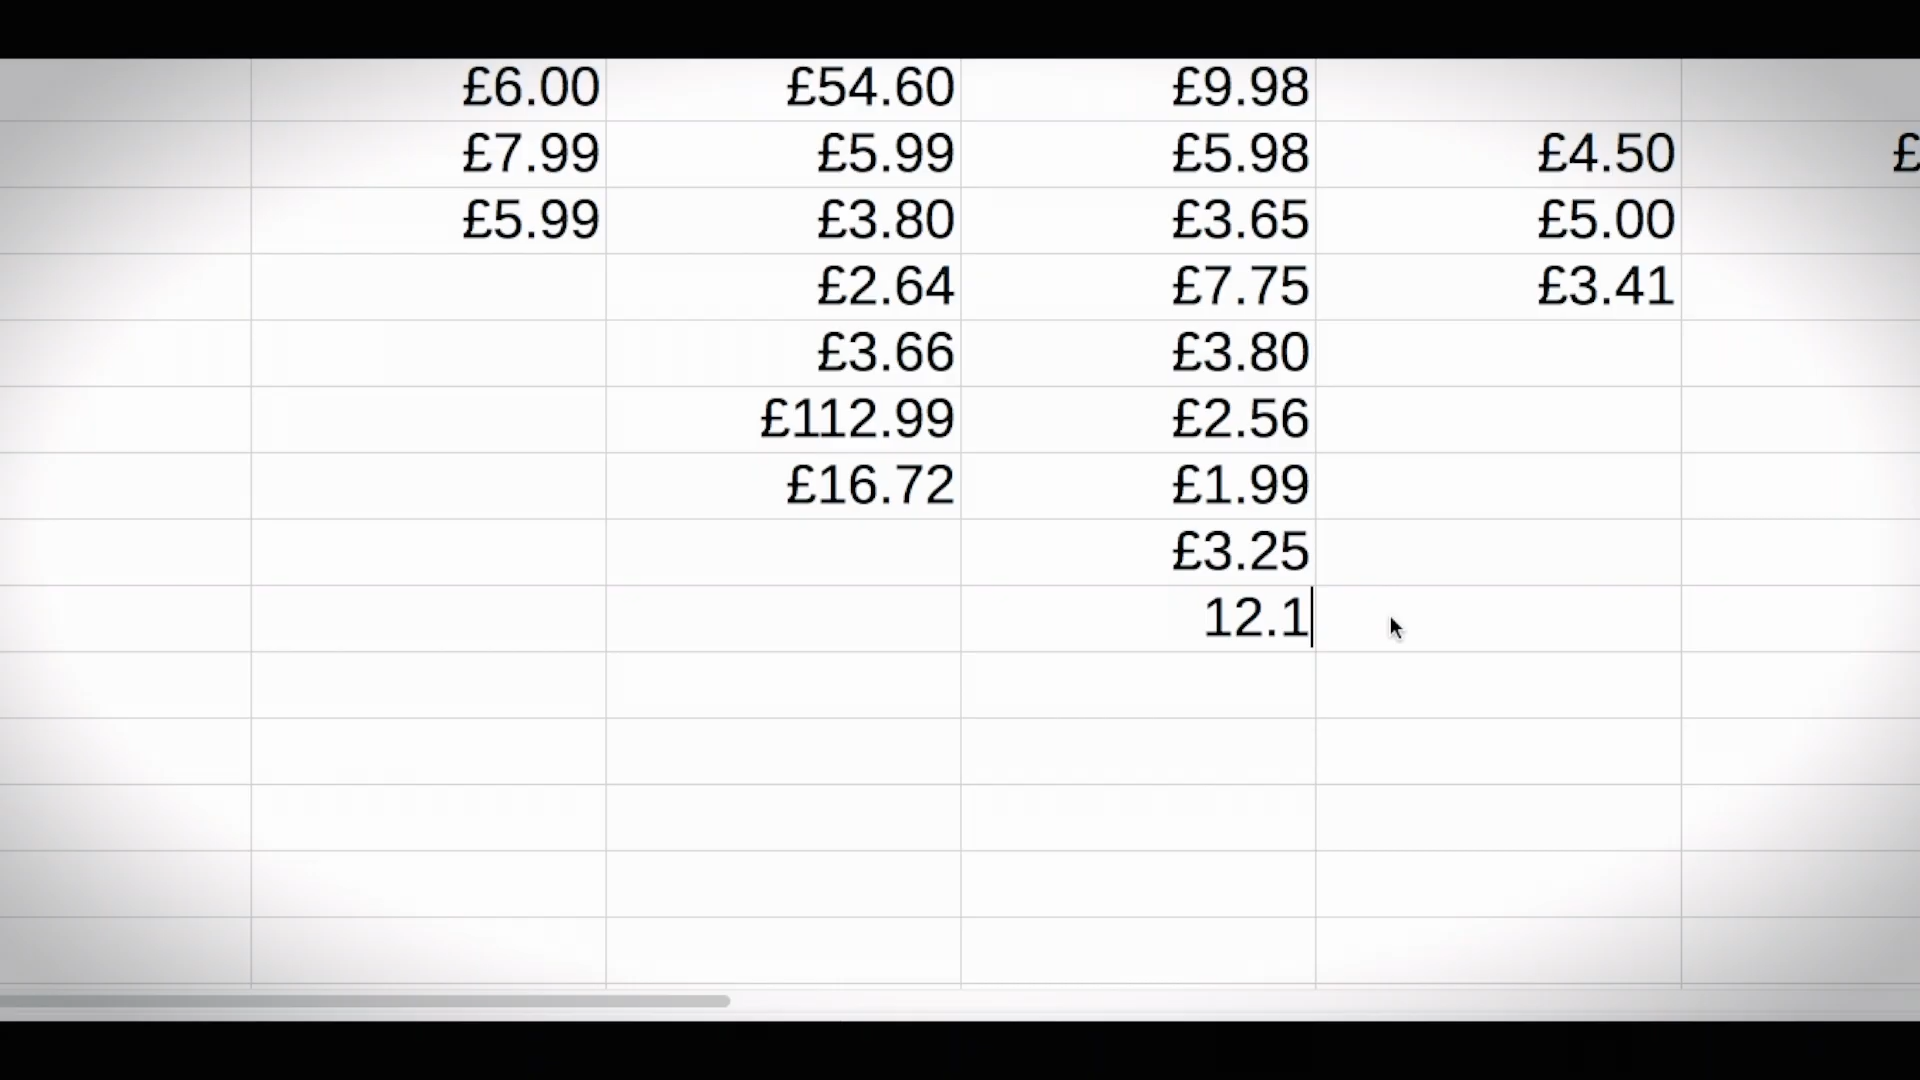 £6.00 £54.60 £9.98
£7.99 £5.99 £5.98 £4.50 £
£5.99 £3.80 £3.65 £5.00
£2.64 £7.75 £3.41
£3.66 £3.80
£112.99 £2.56
£16.72 £1.99
£3.25
12.1